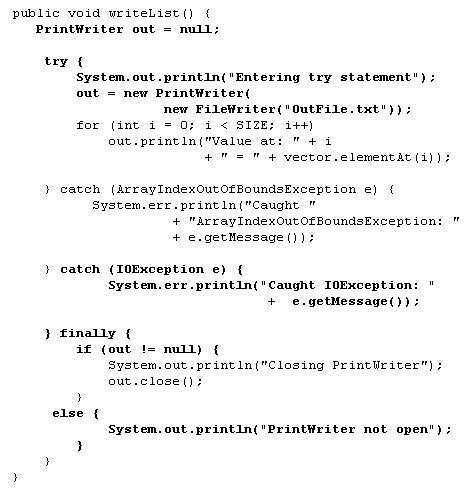 public void writeList() {
PrintWriter out = null;
try {
System.out.println("Entering try statement");
out = new PrintWriter(
new FileWriter("OutFile.txt"));
for (int i = 0; i < SIZE; i++)
out.println("Value at: " + i
+ " = " + vector.elementAt(i));
} catch (ArrayIndexOutOfBoundsException e) {
System.err.println("Caught "
+ "ArrayIndexOutOfBoundsException: "
+ e.getMessage());
} catch (IOException e) {
System.err.println("Caught IOException: "
+ e.getMessage());
} finally {
if (out != null) {
System.out.println("Closing PrintWriter");
out.close();
}
else {
System.out.println("PrintWriter not open");
}
}
}